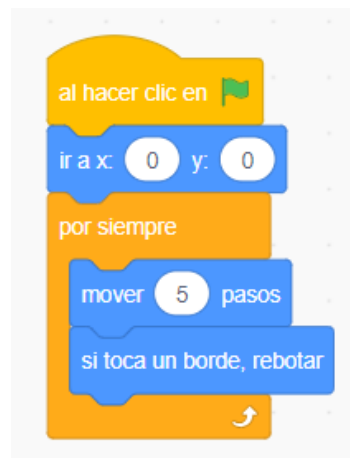 al hacer clic en
ir a x: 0 y: 0
por siempre
mover 5 pasos
si toca un borde, rebotar